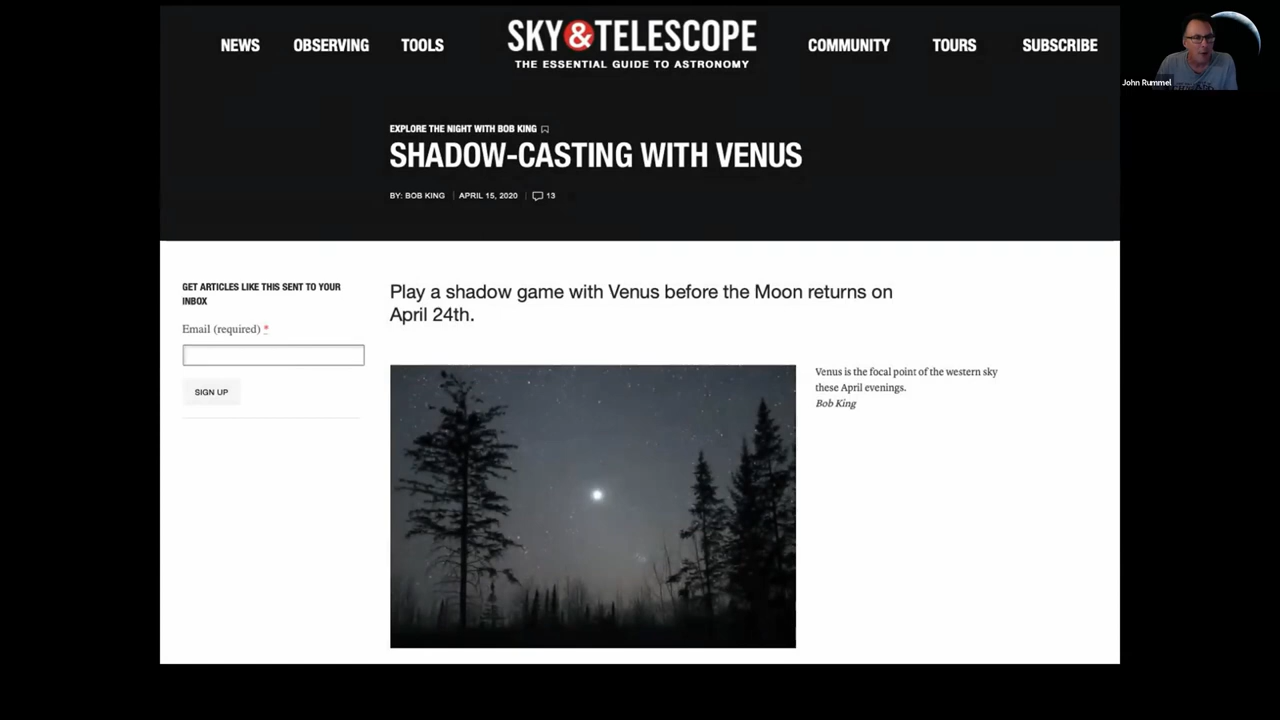 NEWS OBSERVING TOOLS
SKY&TELESCOPE
THE ESSENTIAL GUIDE TO ASTRONOMY
COMMUNITY TOURS SUBSCRIBE
John Rummel
EXPLORE THE NIGHT WITH BOB KING
SHADOW-CASTING WITH VENUS
BY: BOB KING APRIL 15, 2020 13
GET ARTICLES LIKE THIS SENT TO YOUR
INBOX
Email (required) *
SIGN UP
Play a shadow game with Venus before the Moon returns on
April 24th.
Venus is the focal point of the western sky
these April evenings.
Bob King